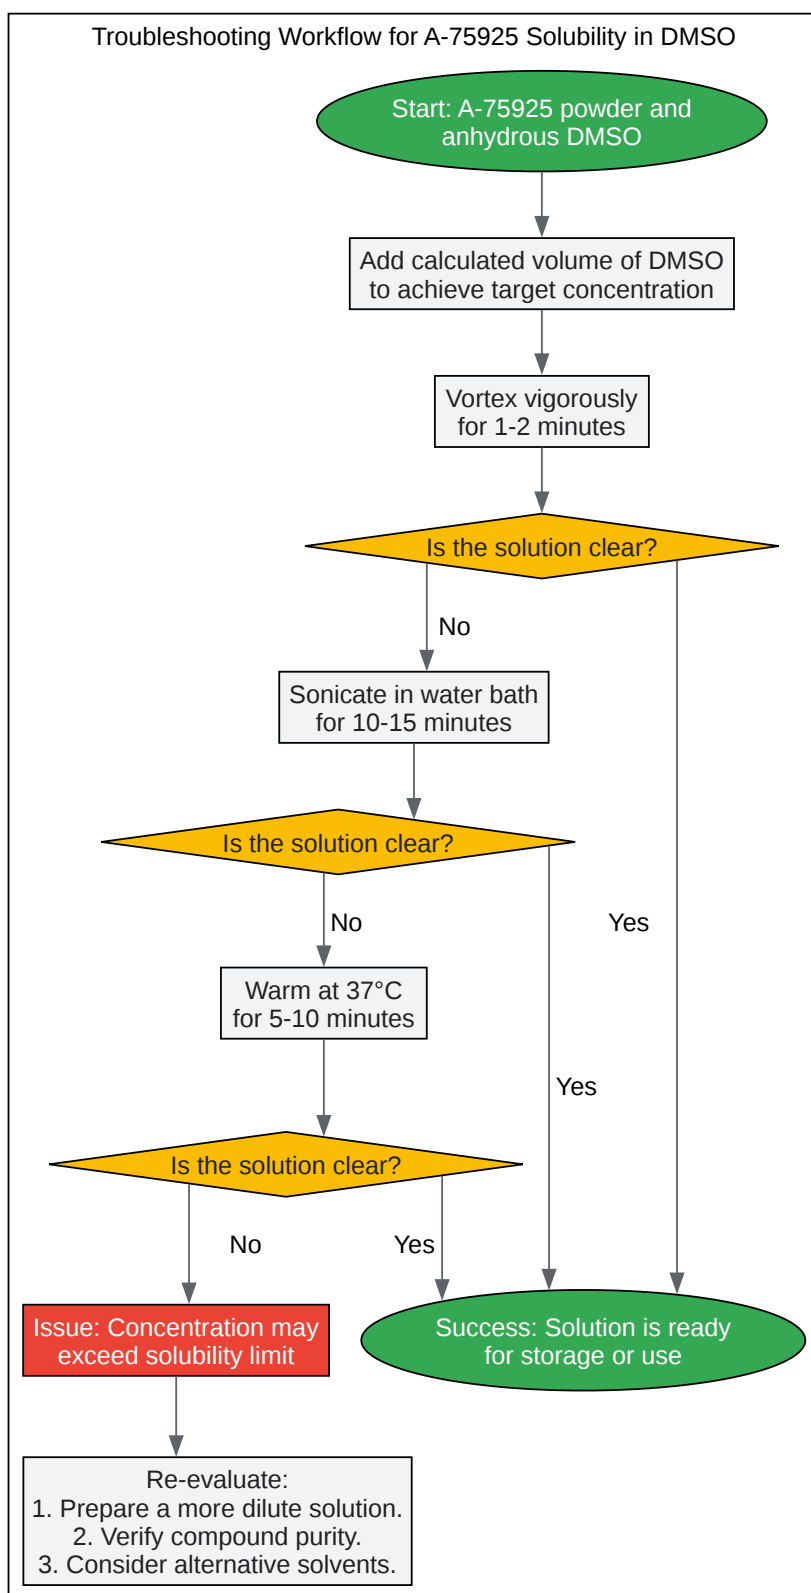 Troubleshooting Workflow for A-75925 Solubility in DMSO
Start: A-75925 powder and
anhydrous DMSO
Add calculated volume of DMSO
to achieve target concentration
Vortex vigorously
for 1-2 minutes
Is the solution clear?
No
Sonicate in water bath
for 10-15 minutes
Is the solution clear?
No
Yes
Warm at 37°C
for 5-10 minutes
Yes
Is the solution clear?
No
Yes
Issue: Concentration may
exceed solubility limit
Success: Solution is ready
for storage or use
Re-evaluate:
1. Prepare a more dilute solution.
2. Verify compound purity.
3. Consider alternative solvents.